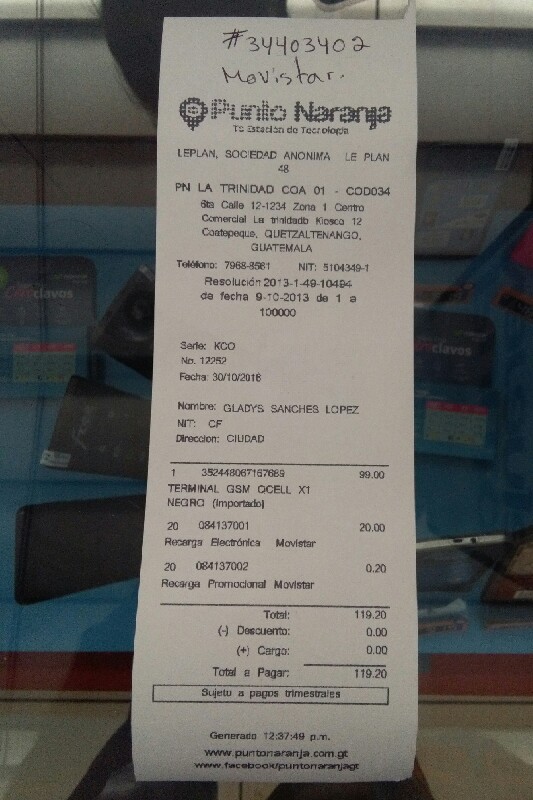 #34403402
Movistar.
Punto Naranja
Tu Estación de Tecnología
LEPLAN, SOCIEDAD ANONIMA LE PLAN
48
PN LA TRINIDAD COA 01 - COD034
6ta Calle 12-1234 Zona 1 Centro
Comercial La trinidadb Kiosco 12
Coatepeque, QUETZALTENANGO,
GUATEMALA
Teléfono: 7968-8561 NIT: 5104349-1
Resolución 2013-1-49-10494
de fecha 9-10-2013 de 1 a
100000
Serie: KCO
No. 12252
Fecha: 30/10/2016
Nombre: GLADYS SANCHES LOPEZ
NIT: CF
Direccion: CIUDAD
1 352448067167669 99.00
TERMINAL GSM QCELL X1
NEGRO (Importado)
20 084137001 20.00
Recarga Electrónica Movistar
20 084137002 0.20
Recarga Promocional Movistar
Total: 119.20
(-) Descuento: 0.00
(+) Cargo: 0.00
Total a Pagar: 119.20
Sujeto a pagos trimestrales
Generado 12:37:49 p.m.
www.puntonaranja.com.gt
www.facebook/puntonaranjagt
clavos
clavos